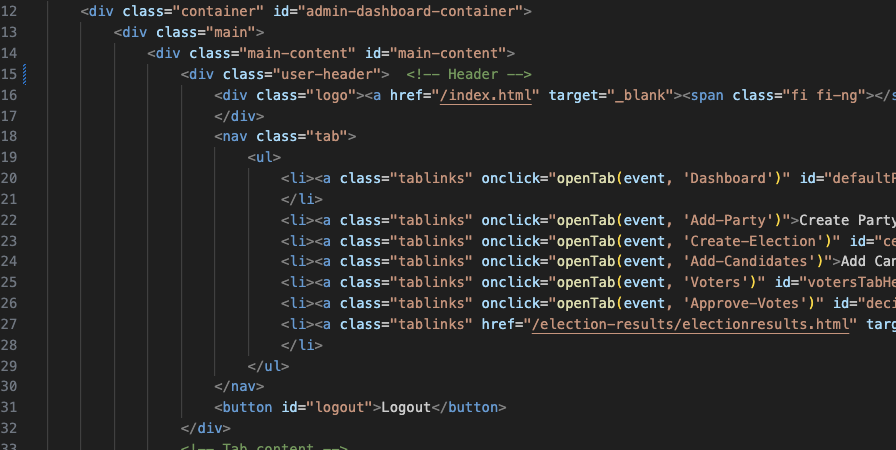 12 <div class="container" id="admin-dashboard-container">
13 <div class="main">
14 <div class="main-content" id="main-content">
15 <div class="user-header"> <!-- Header -->
16 <div class="logo"><a href="/index.html" target="_blank"><span class="fi fi-ng"></s
17 </div>
18 <nav class="tab">
19 <ul>
20 <li><a class="tablinks" onclick="openTab(event, 'Dashboard')" id="defaultR
21 </li>
22 <li><a class="tablinks" onclick="openTab(event, 'Add-Party')">Create Party
23 <li><a class="tablinks" onclick="openTab(event, 'Create-Election')" id="ce
24 <li><a class="tablinks" onclick="openTab(event, 'Add-Candidates')">Add Can
25 <li><a class="tablinks" onclick="openTab(event, 'Voters')" id="votersTabHe
26 <li><a class="tablinks" onclick="openTab(event, 'Approve-Votes')" id="deci
27 <li><a class="tablinks" href="/election-results/electionresults.html" targ
28 </li>
29 </ul>
30 </nav>
31 <button id="logout">Logout</button>
32 </div>
33 <!-- Tab content -->